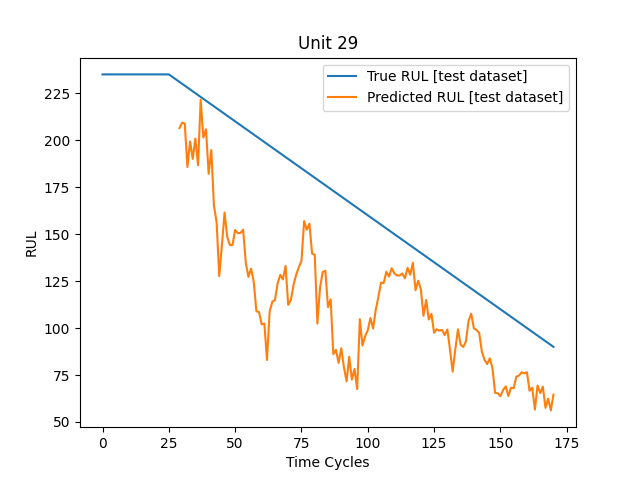 Unit 29
True RUL [test dataset]
Predicted RUL [test dataset]
225
200
175
150
125
100
75
50
RUL
0 25 50 75 100 125 150 175
Time Cycles